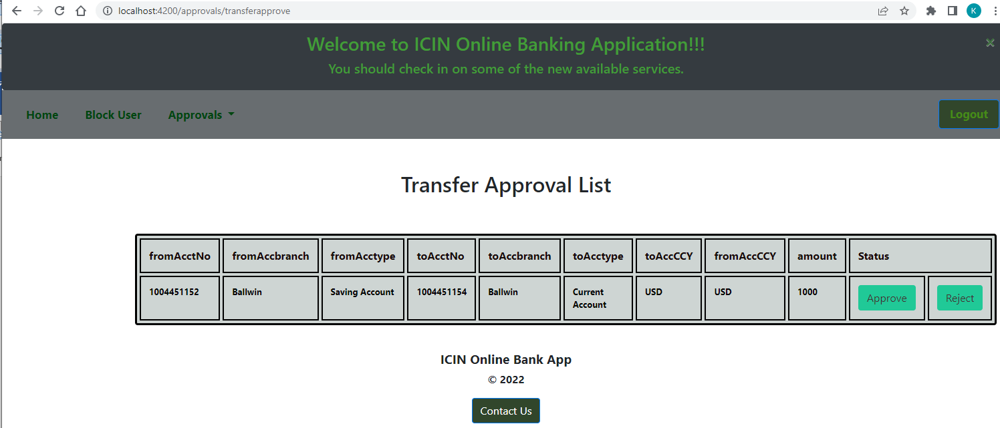 localhost:4200/approvals/transferapprove
K
Welcome to ICIN Online Banking Application!!!
×
You should check in on some of the new available services.
Home Block User Approvals Logout
Transfer Approval List
fromAcctNo fromAccbranch fromAcctype toAcctNo toAccbranch toAcctype toAccCCY fromAccCCY amount Status
1004451152 Ballwin Saving Account 1004451154 Ballwin Current Account USD USD 1000 Approve Reject
ICIN Online Bank App
© 2022
Contact Us